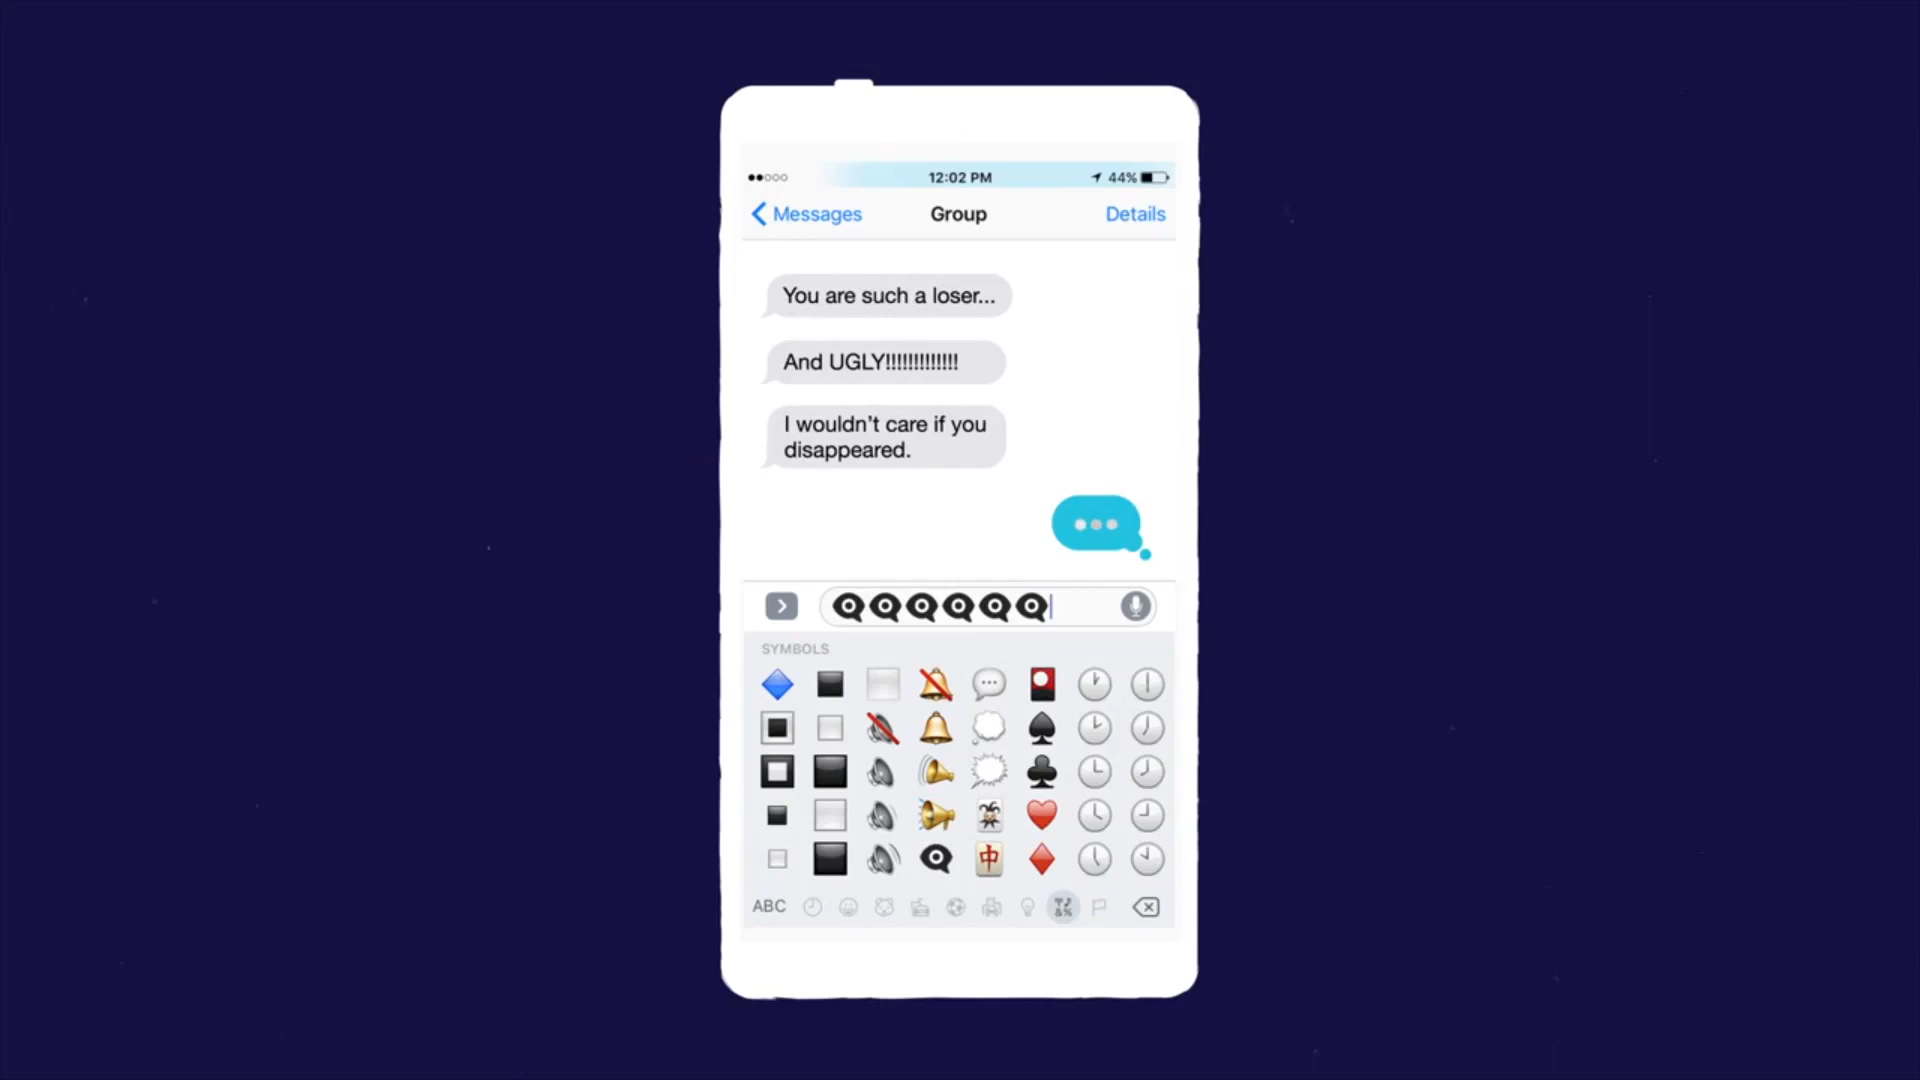 12:02 PM
44%
Messages
Group
Details
You are such a loser...
And UGLY!!!!!!!!!!!!!
I wouldn't care if you
disappeared.
SYMBOLS
中
ABC